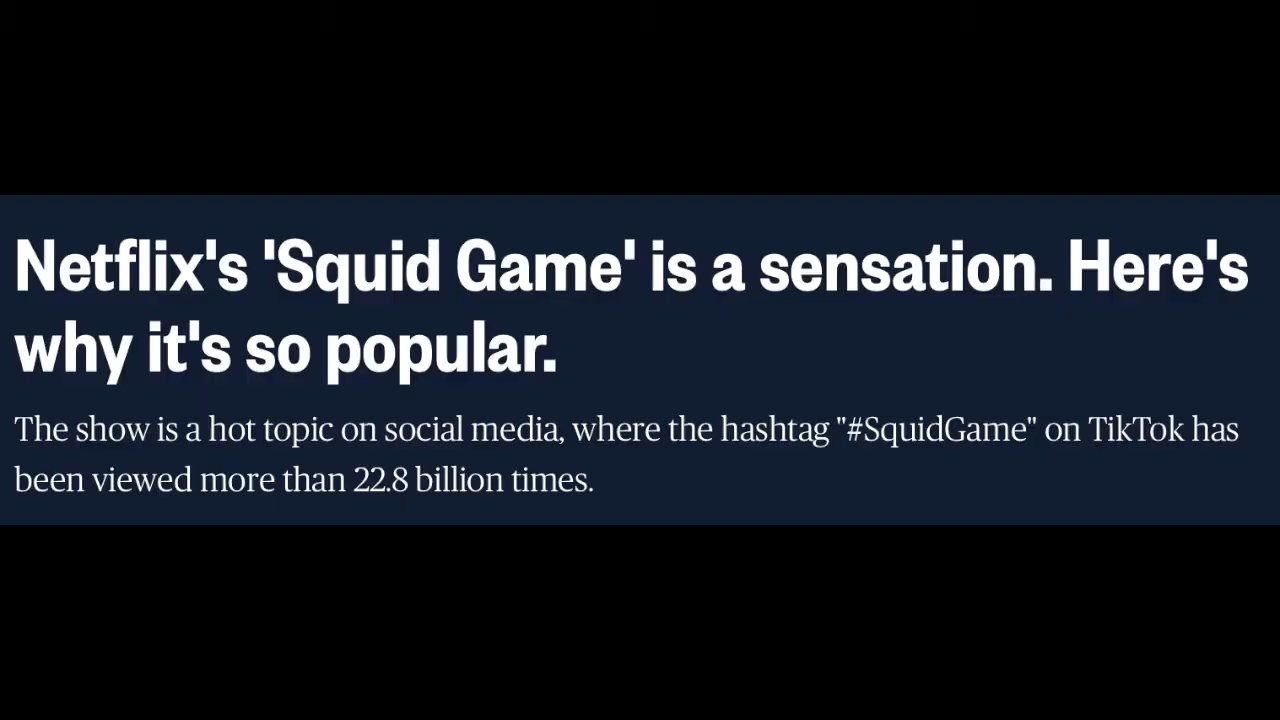 Netflix's 'Squid Game' is a sensation. Here's
why it's so popular.
The show is a hot topic on social media, where the hashtag "#SquidGame" on TikTok has
been viewed more than 22.8 billion times.